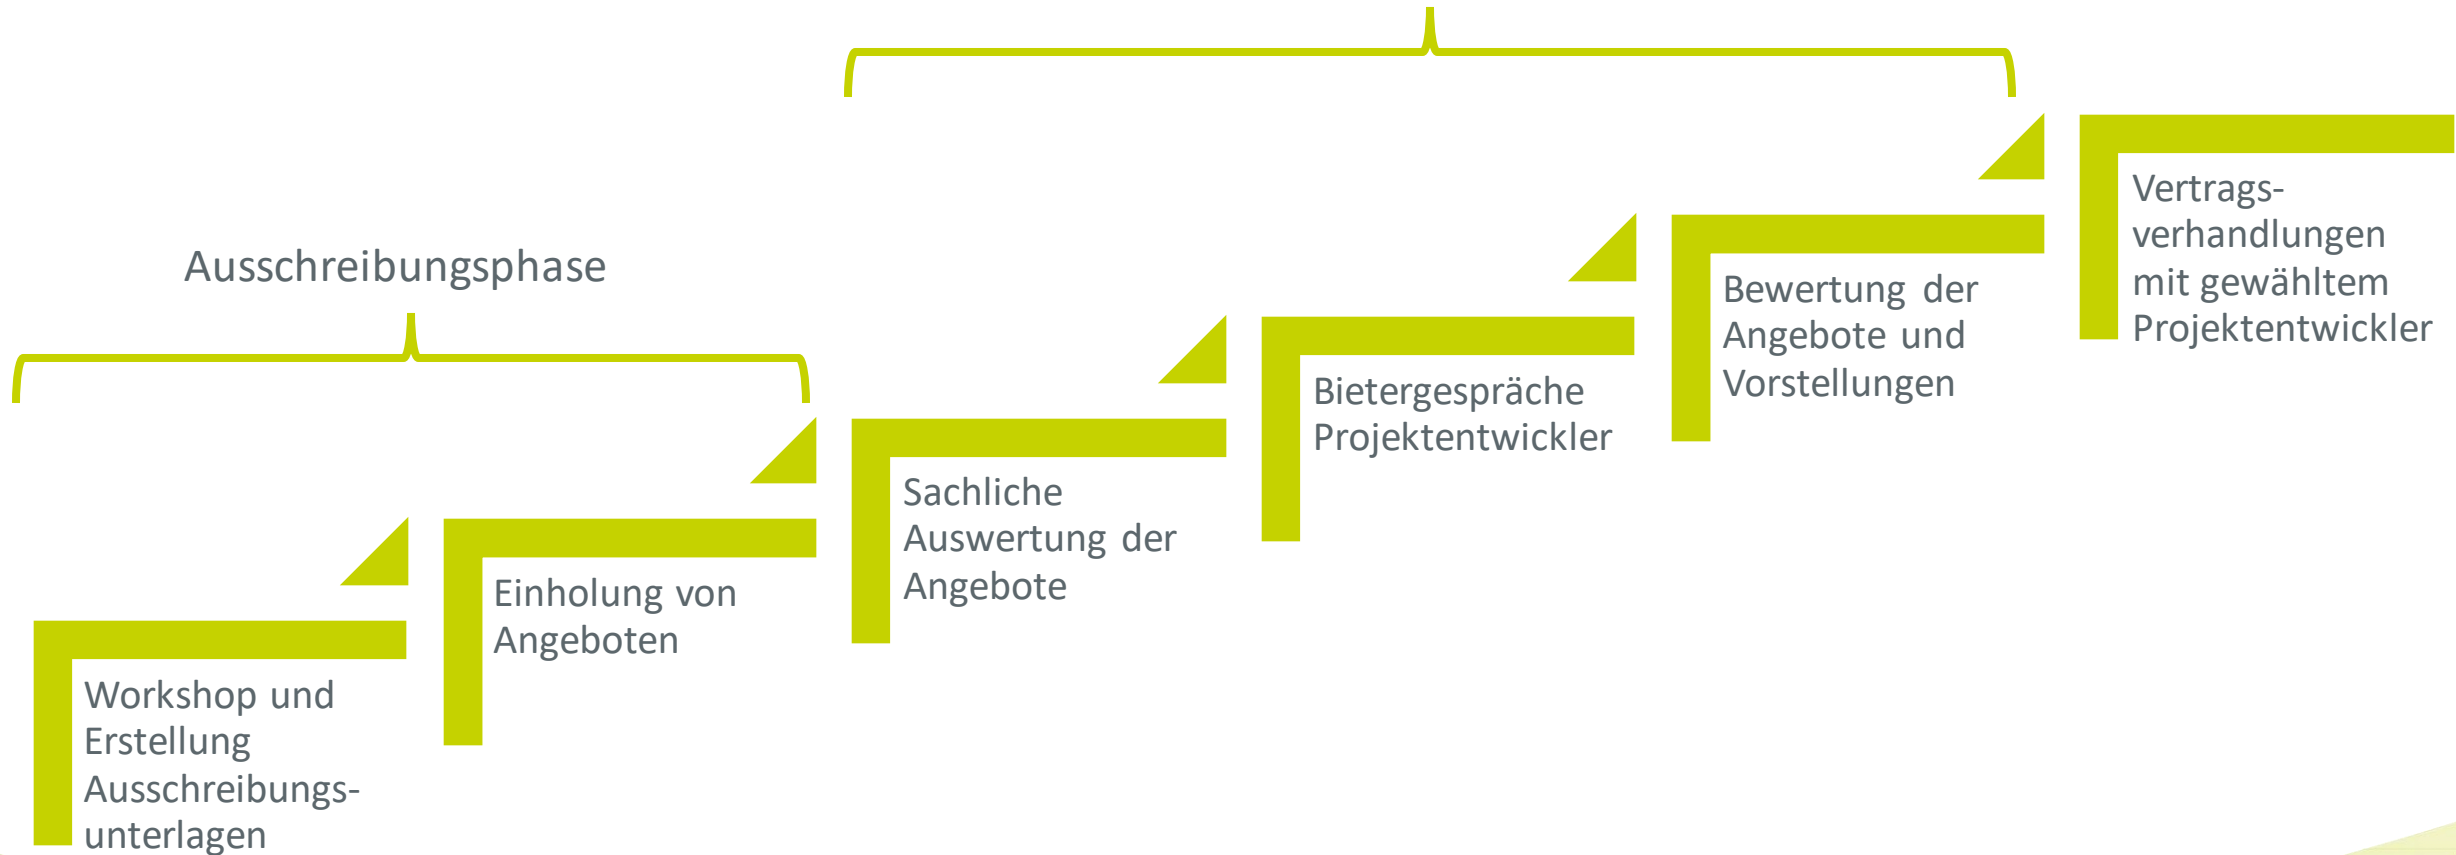 Ausschreibungsphase
Workshop und
Erstellung
Ausschreibungs-
unterlagen
Einholung von
Angeboten
Sachliche
Auswertung der
Angebote
Bietergespräche
Projektentwickler
Bewertung der
Angebote und
Vorstellungen
Vertrags-
verhandlungen
mit gewähltem
Projektentwickler